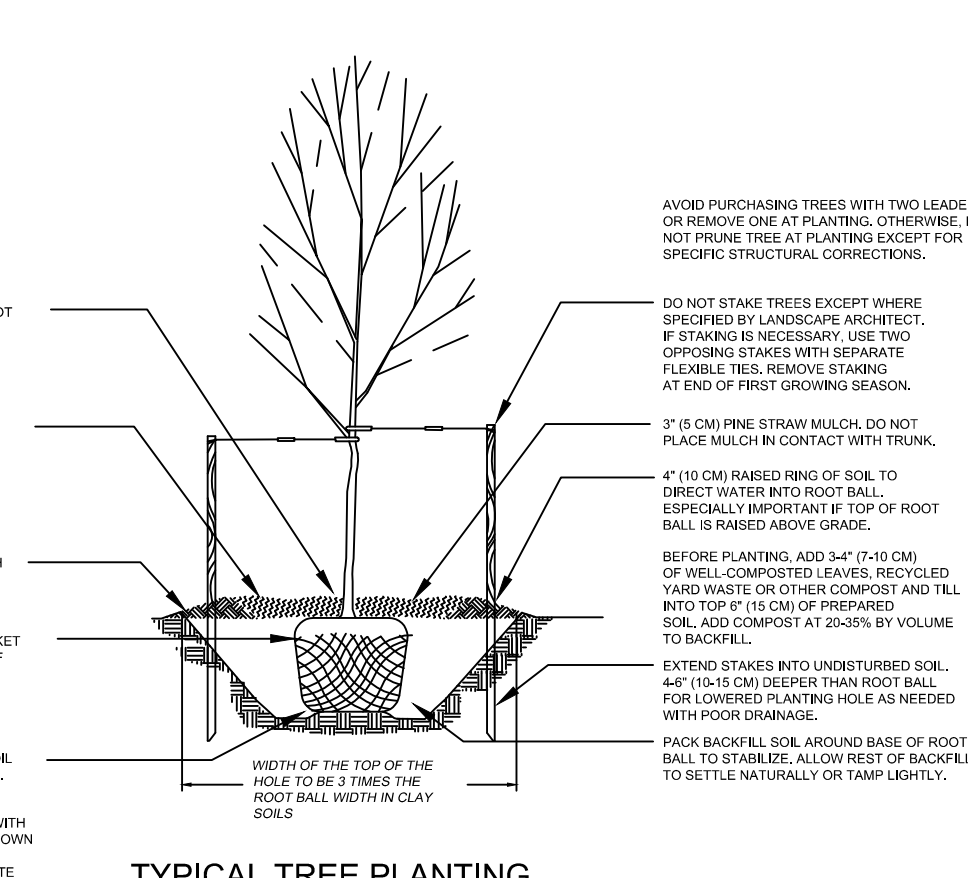 AVOID PURCHASING TREES WITH TWO
OR REMOVE ONE AT PLANTING. OTHERWISE,
NOT PRUNE TREE AT PLANTING EXCEPT FOR
SPECIFIC STRUCTURAL CORRECTIONS.
DO NOT STAKE TREES EXCEPT WHERE
SPECIFIED BY LANDSCAPE ARCHITECT.
IF STAKING IS NECESSARY, USE TWO
OPPOSING STAKES WITH SEPARATE
FLEXIBLE TIES. REMOVE STAKING
AT END OF FIRST GROWING SEASON.
3" (5 CM) PINE STRAW MULCH. DO NOT
PLACE MULCH IN CONTACT WITH TRUNK.
4" (10 CM) RAISED RING OF SOIL TO
DIRECT WATER INTO ROOT BALL.
ESPECIALLY IMPORTANT IF TOP OF ROOT
BALL IS RAISED ABOVE GRADE.
BEFORE PLANTING, ADD 3-4" (7-10 CM)
OF WELL-COMPOSTED LEAVES, RECYCLED
YARD WASTE OR OTHER COMPOST AND TILL
INTO TOP 6" (15 CM) OF PREPARED
SOIL. ADD COMPOST AT 20-35% BY VOLUME
TO BACKFILL.
EXTEND STAKES INTO UNDISTURBED SOIL.
4-6" (10-15 CM) DEEPER THAN ROOT BALL
FOR LOWERED PLANTING HOLE AS NEEDED
WITH POOR DRAINAGE.
PACK BACKFILL SOIL AROUND BASE OF ROOT
BALL TO STABILIZE. ALLOW REST OF BACKFILL
TO SETTLE NATURALLY OR TAMP LIGHTLY.
WIDTH OF THE TOP OF THE
HOLE TO BE 3 TIMES THE
ROOT BALL WIDTH IN CLAY
SOILS
TYPICAL TREE PLANTING